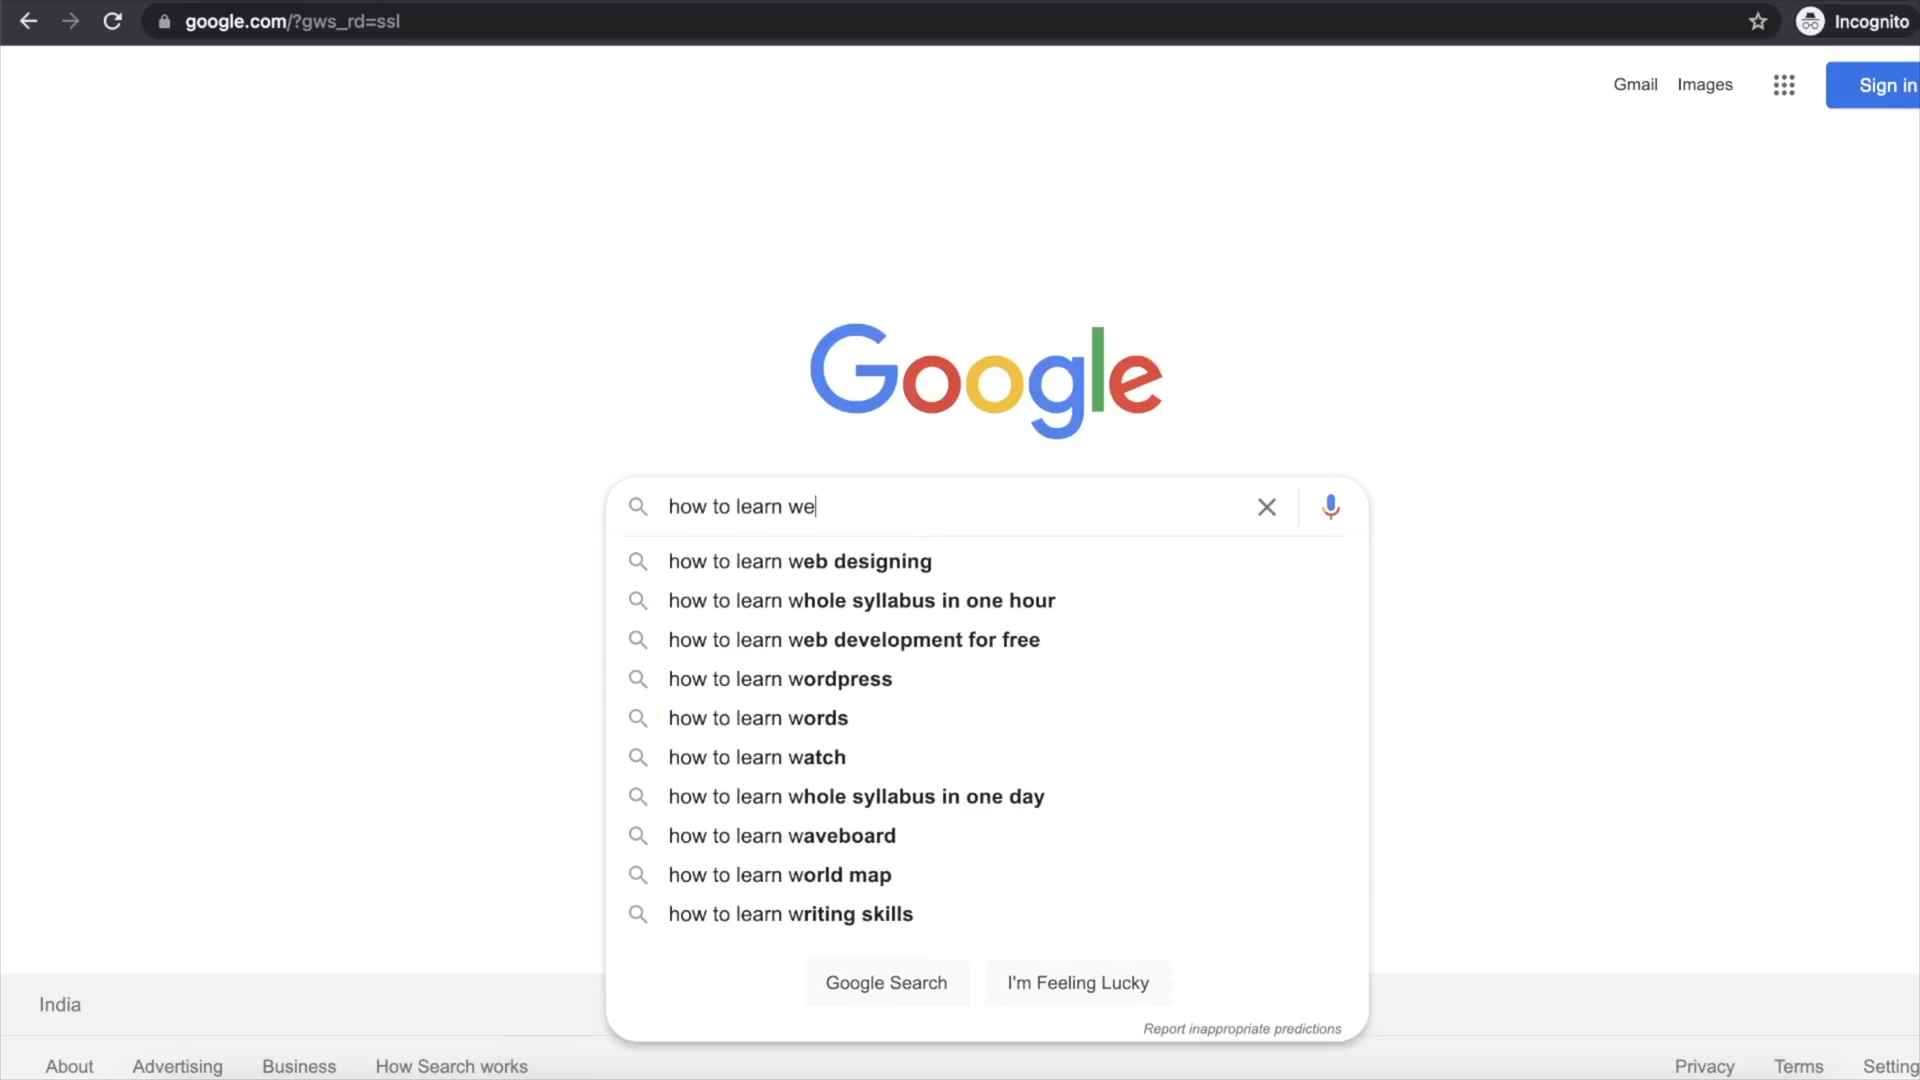 google.com/?gws_rd=ssl
Incognito
Gmail Images
Sign in
Google
how to learn we
how to learn web designing
how to learn whole syllabus in one hour
how to learn web development for free
how to learn wordpress
how to learn words
how to learn watch
how to learn whole syllabus in one day
how to learn waveboard
how to learn world map
how to learn writing skills
Google Search I'm Feeling Lucky
Report inappropriate predictions
India
About Advertising Business How Search works Privacy Terms Setting